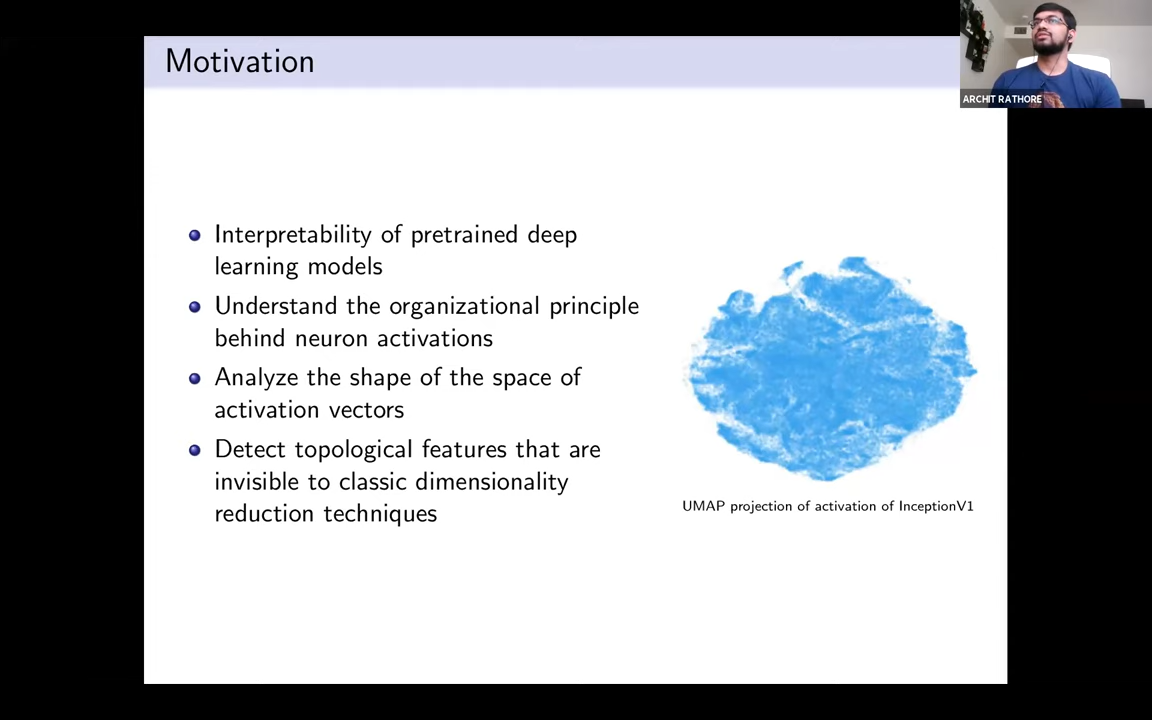 Motivation
ARCHIT RATHORE
Interpretability of pretrained deep
learning models
Understand the organizational principle
behind neuron activations
Analyze the shape of the space of
activation vectors
Detect topological features that are
invisible to classic dimensionality
reduction techniques
UMAP projection of activation of InceptionV1